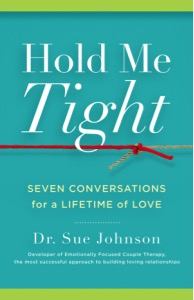 Hold Me
Tight
SEVEN CONVERSATIONS
for a LIFETIME of LOVE
Dr. Sue Johnson
Developer of Emotionally Focused Couple Therapy,
the most successful approach to building loving relationships